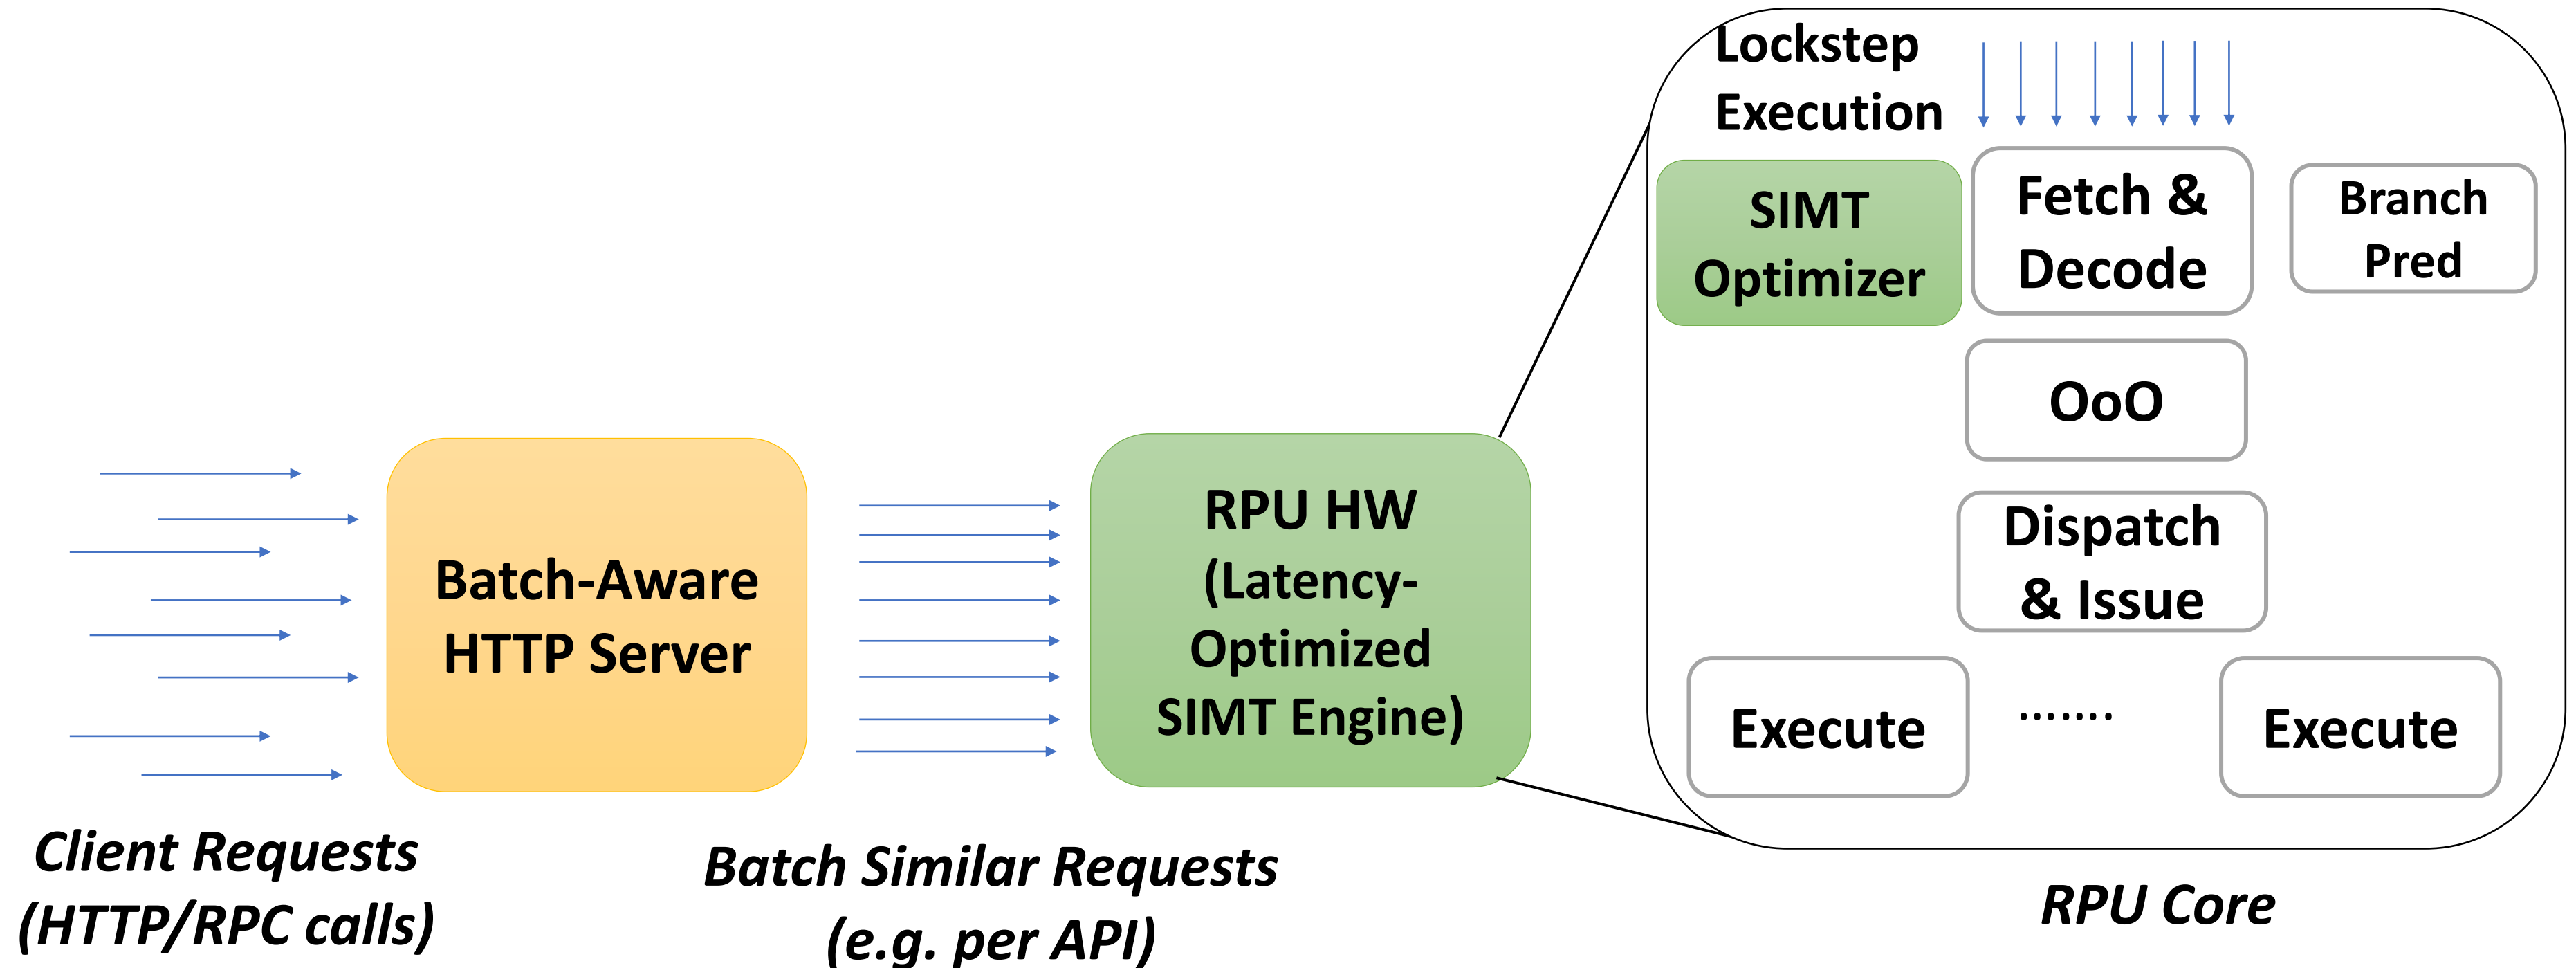 Client Requests
(HTTP/RPC calls)
Batch-Aware
HTTP Server
Batch Similar Requests
(e.g. per API)
RPU HW
(Latency-
Optimized
SIMT Engine)
Lockstep
Execution
SIMT
Optimizer
Fetch &
Decode
Branch
Pred
OoO
Dispatch
& Issue
Execute
.......
Execute
RPU Core